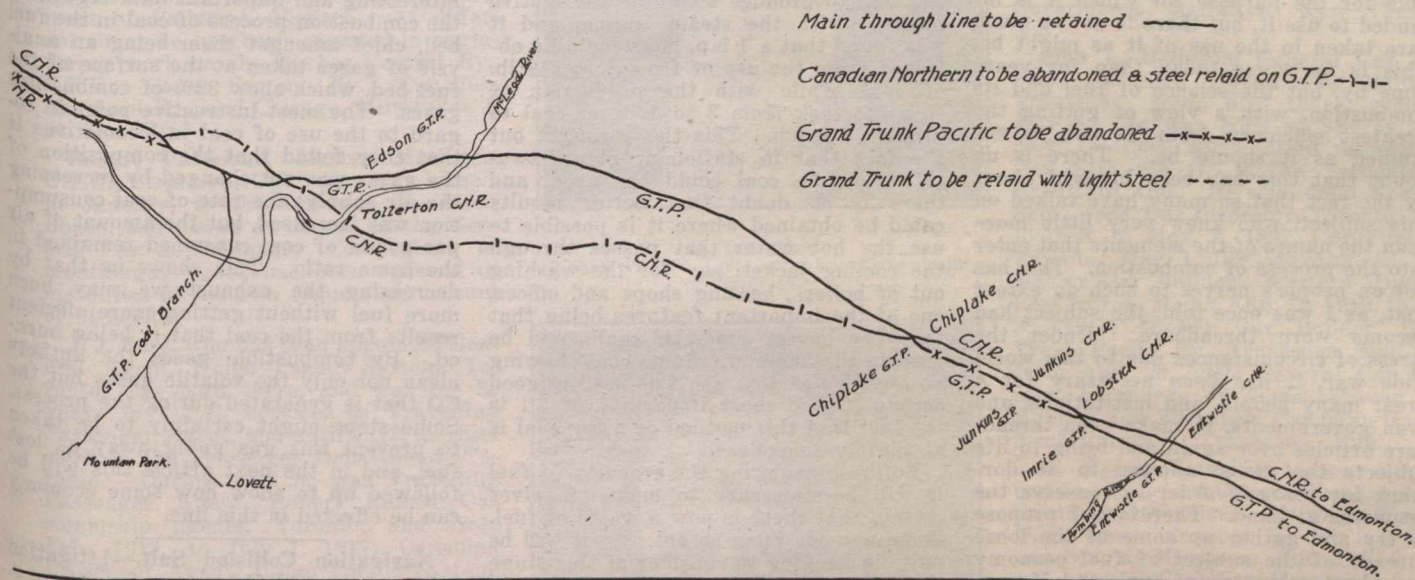 Main through line to be retained
Canadian Northern to be abandoned & steel relaid on G.T.P.
Grand Trunk Pacific to be abandoned
Grand Trunk to be relaid with light steel
C.N.R.
N.R.
McLeod River
Edson G.T.P.
G.T.R.
Tollerton C.N.R.
C.N.R.
G.T.P.
C.N.R.
G.T.P. Coal Branch.
Mountain Park.
Lovett
Chiplake C.N.R.
C.N.R.
Chiplake G.T.P.
G.T.P.
Junkins C.N.R.
Lobstick C.N.R.
Junkins G.T.P.
Imrie G.T.P.
Entwistle C.N.R.
Pembina River
Entwistle G.T.P.
C.N.R. to Edmonton.
G.T.P. to Edmonton.